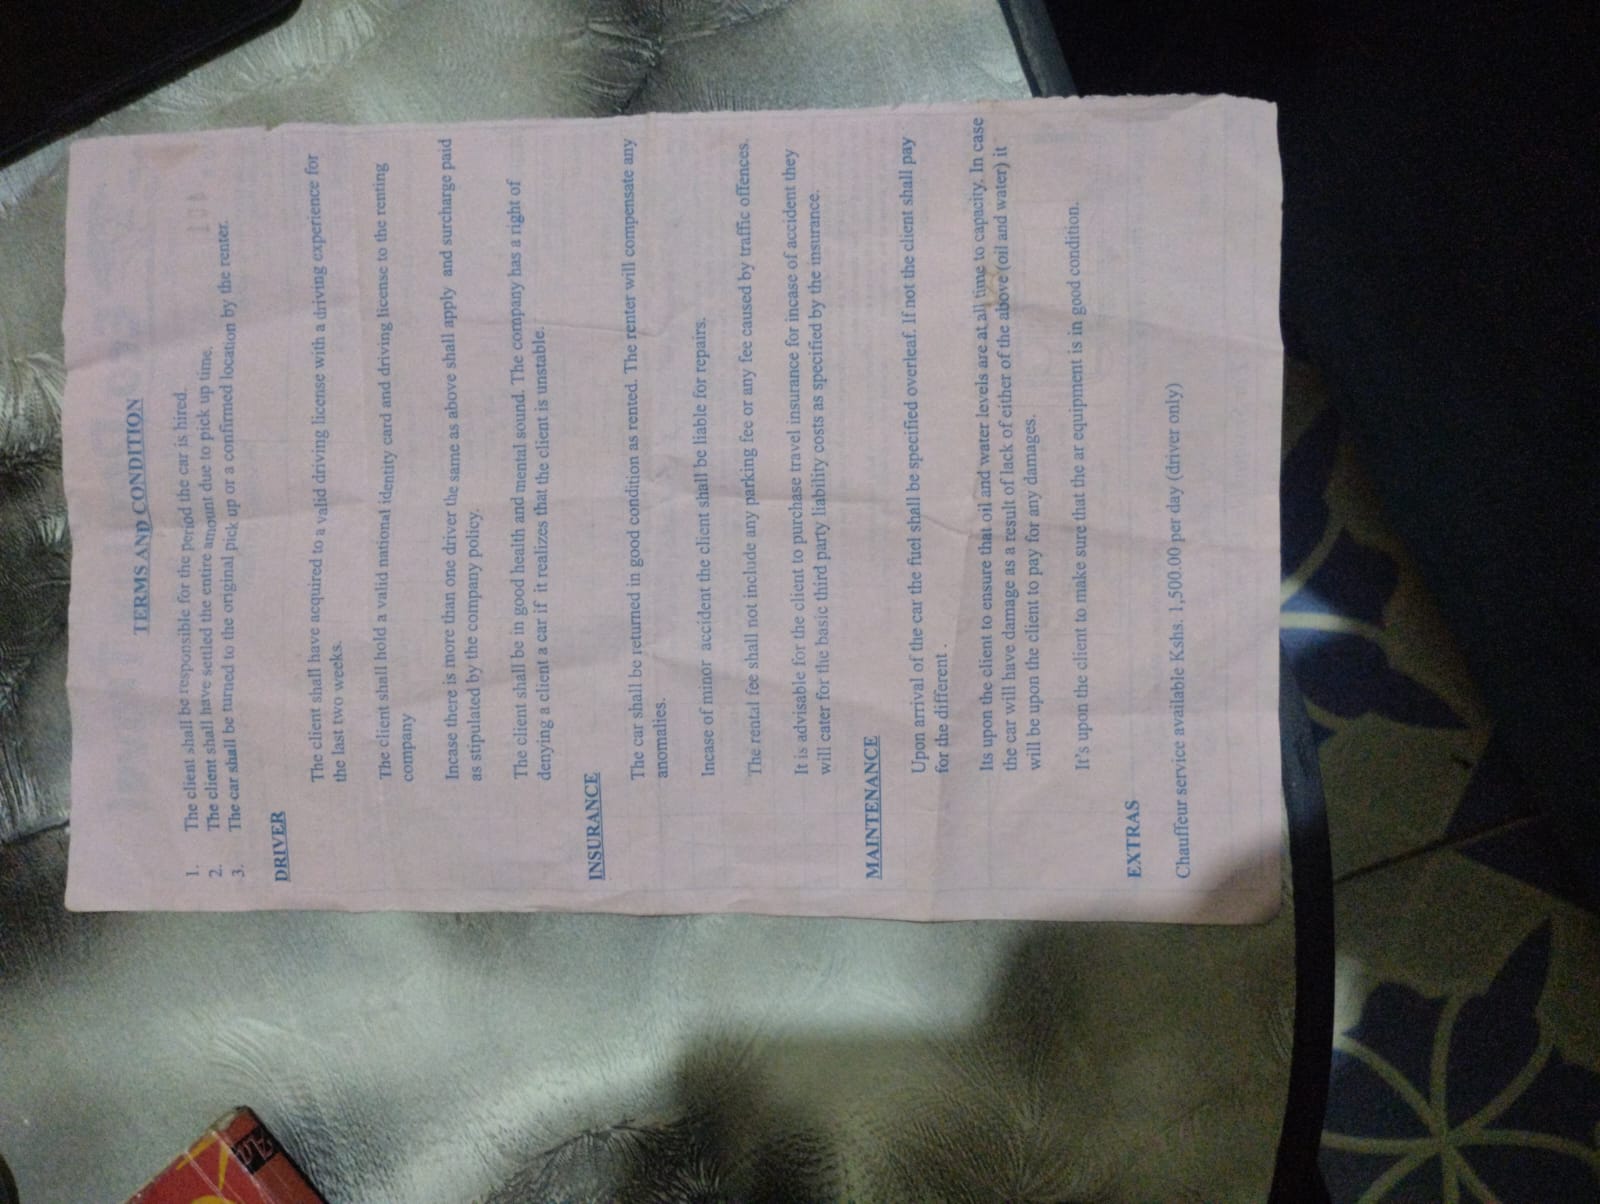 TERMS AND CONDITION
1. The client shall be responsible for the period the car is hired.
2. The client shall have settled the entire amount due to pick up time.
3. The car shall be turned to the original pick up or a confirmed location by the renter.
DRIVER
The client shall have acquired to a valid driving license with a driving experience for
the last two weeks.
The client shall hold a valid national identity card and driving license to the renting
company
Incase there is more than one driver the same as above shall apply and surcharge paid
as stipulated by the company policy.
The client shall be in good health and mental sound. The company has a right of
denying a client a car if it realizes that the client is unstable.
INSURANCE
The car shall be returned in good condition as rented. The renter will compensate any
anomalies.
Incase of minor accident the client shall be liable for repairs.
The rental fee shall not include any parking fee or any fee caused by traffic offences.
It is advisable for the client to purchase travel insurance for incase of accident they
will cater for the basic third party liability costs as specified by the insurance.
MAINTENANCE
Upon arrival of the car the fuel shall be specified overleaf. If not the client shall pay
for the different .
Its upon the client to ensure that oil and water levels are at all time to capacity. In case
the car will have damage as a result of lack of either of the above (oil and water) it
will be upon the client to pay for any damages.
It's upon the client to make sure that the ar equipment is in good condition.
EXTRAS
Chauffeur service available Kshs. 1,500.00 per day (driver only)